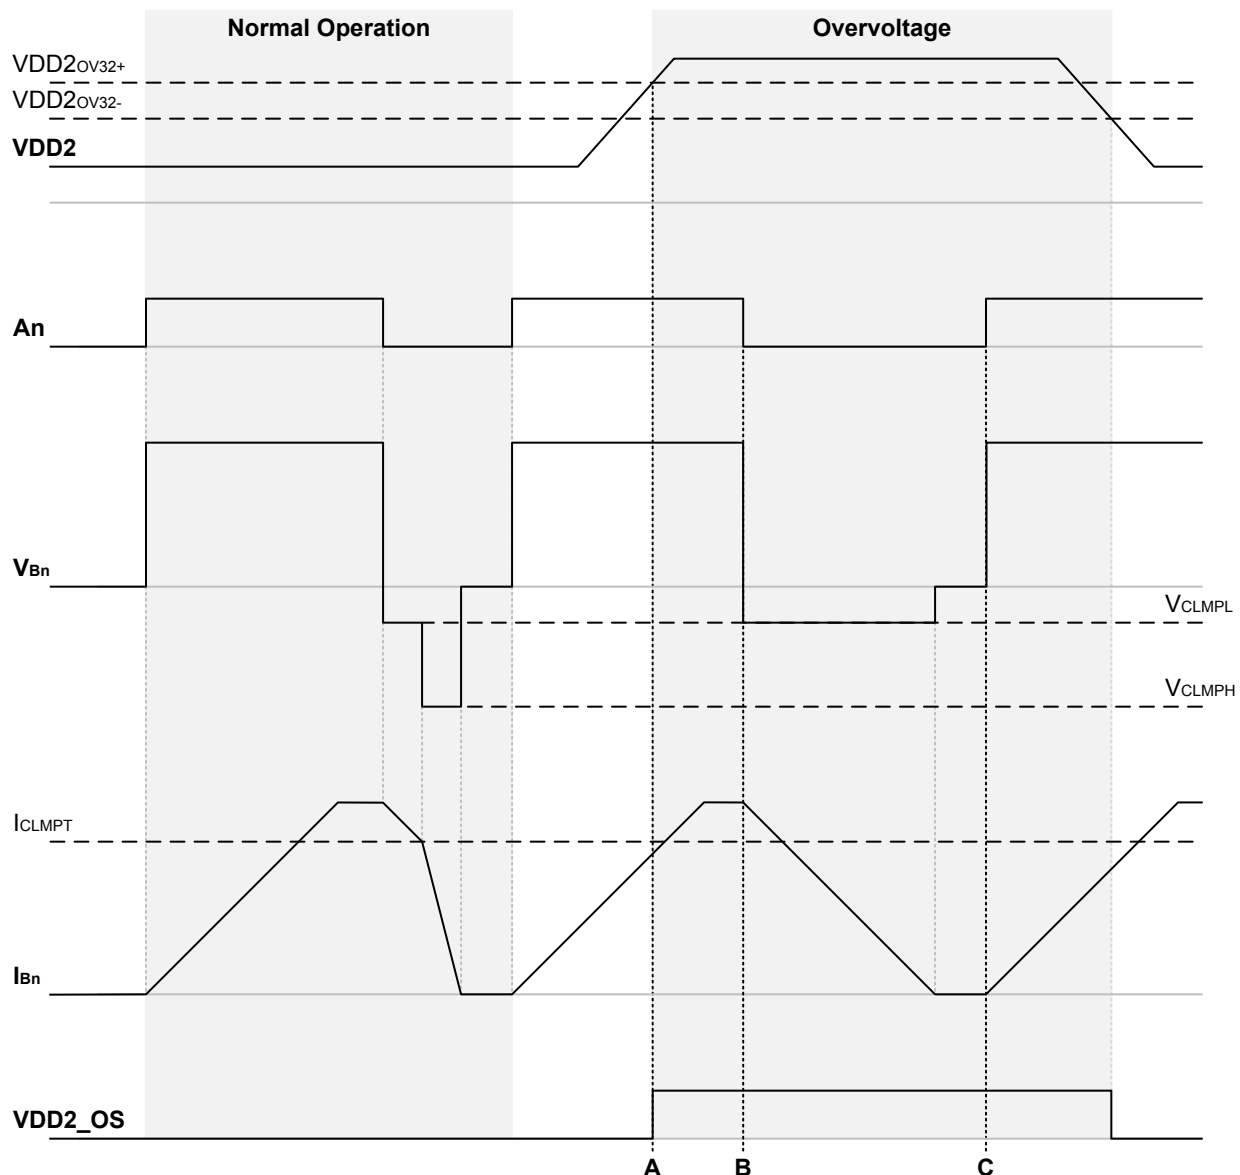 Normal Operation
Overvoltage
VDD2OV32+
VDD2OV32-
VDD2
An
VBn
VCLMPL
VCLMPH
ICLMPT
IBn
VDD2_OS
A
B
C